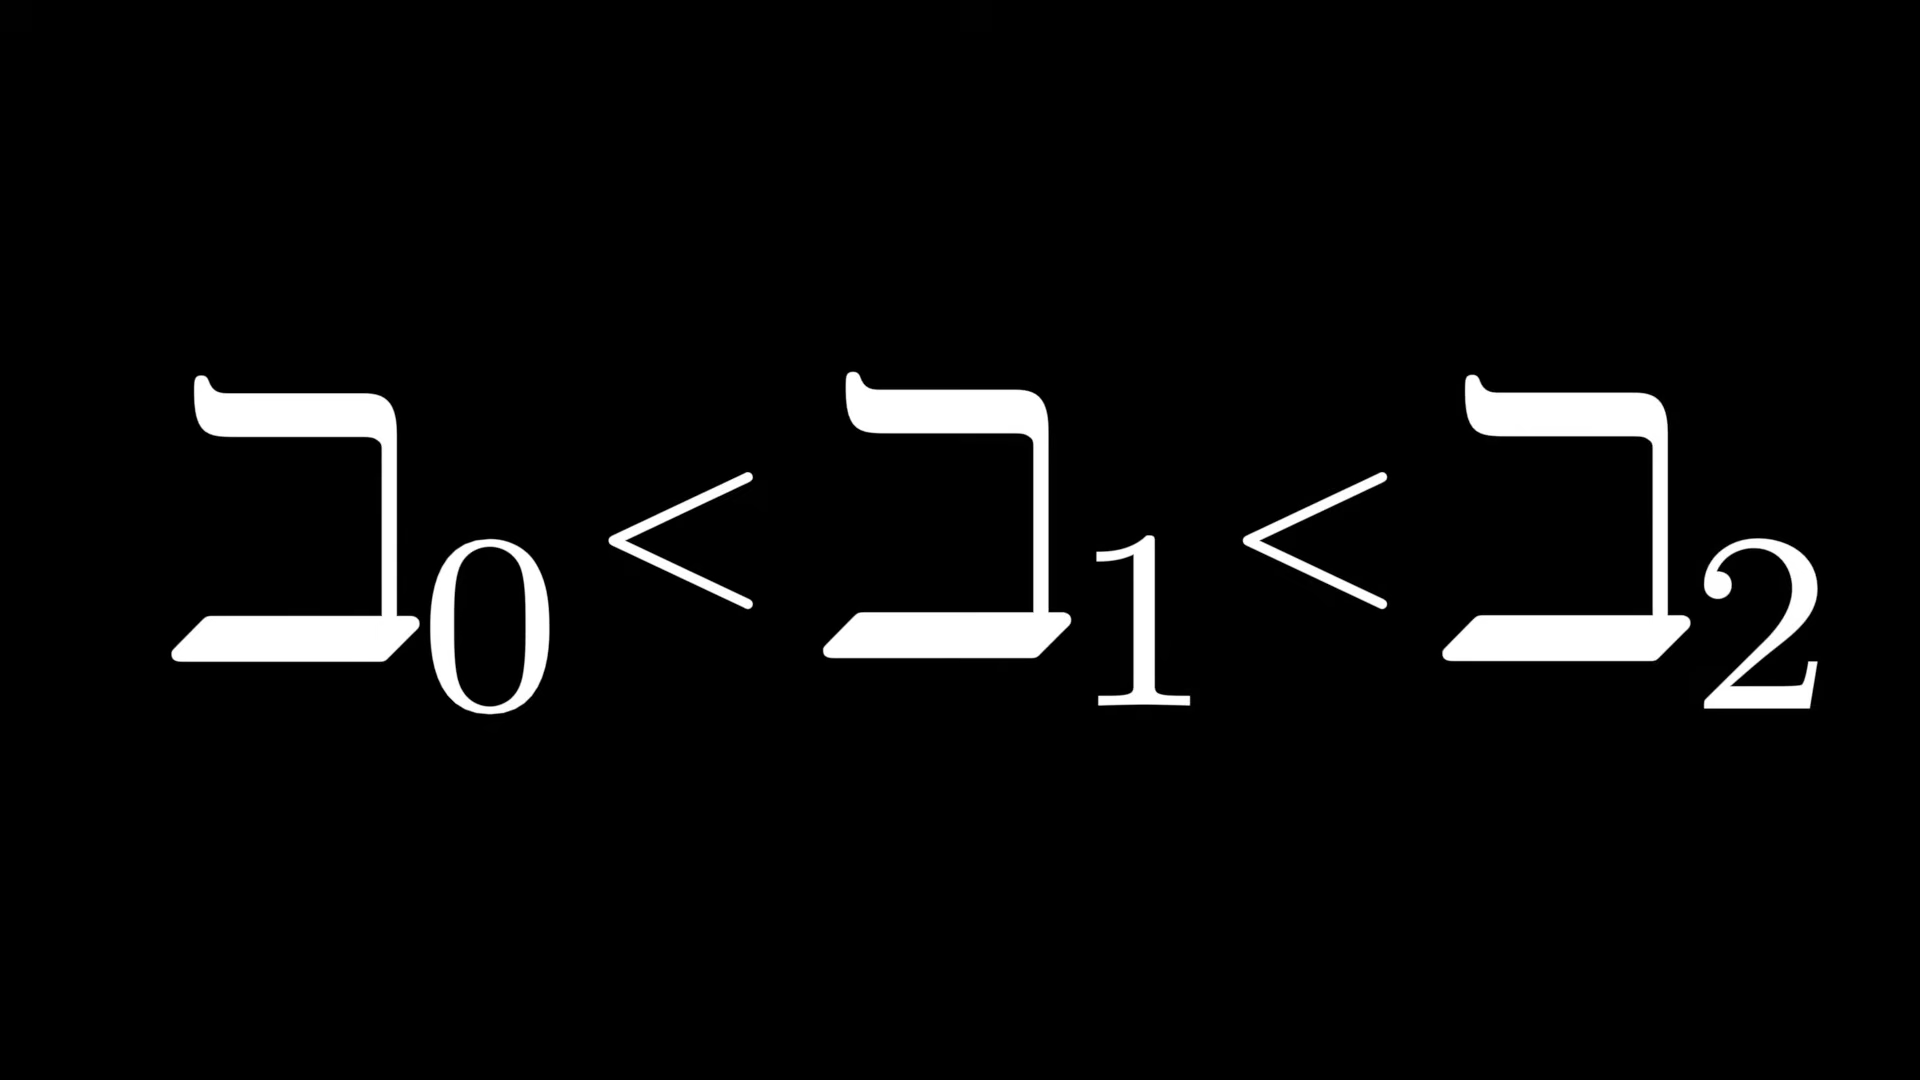 ℶ₀ < ℶ₁ < ℶ₂